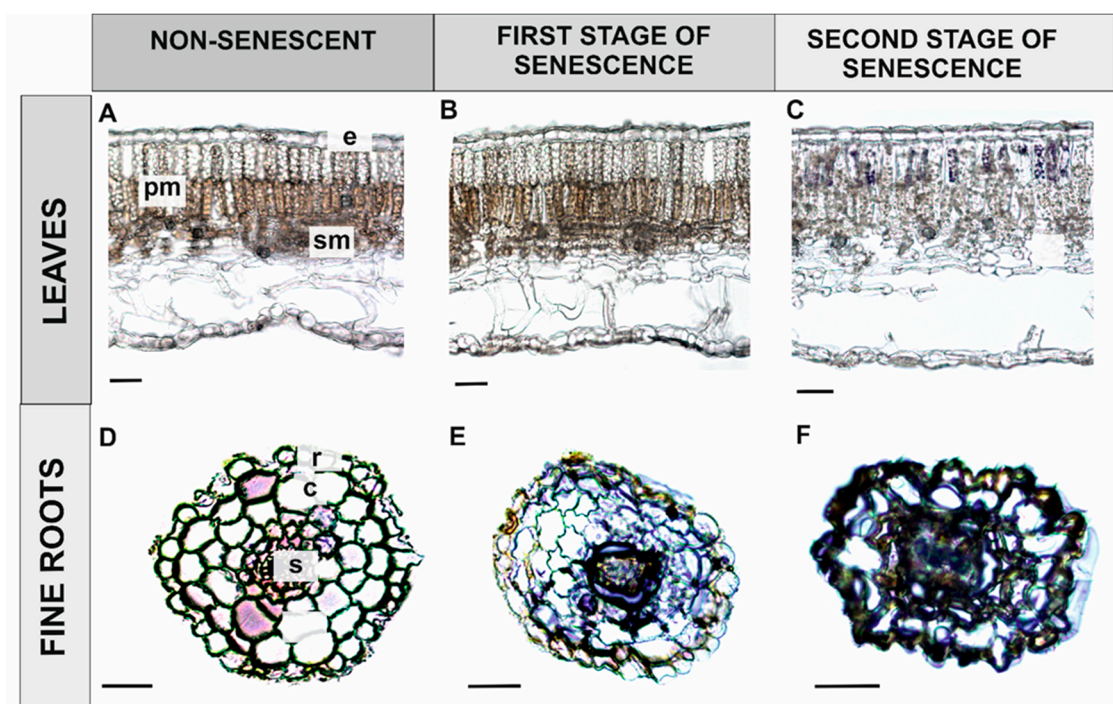 NON-SENESCENT
FIRST STAGE OF
SENESCENCE
SECOND STAGE OF
SENESCENCE
LEAVES
A
e
pm
sm
B
C
FINE ROOTS
D
r
c
s
E
F